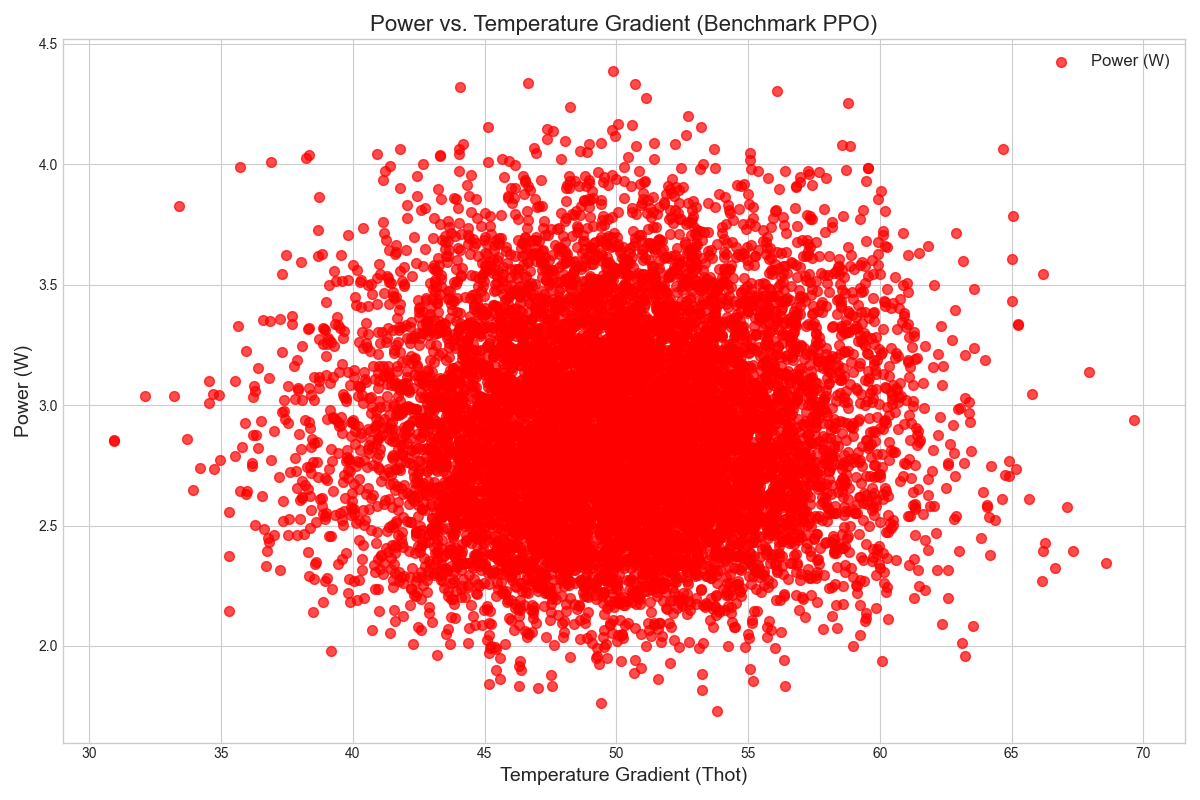 Power vs. Temperature Gradient (Benchmark PPO)
Power (W)
4.5
4.0
3.5
3.0
2.5
2.0
Power (W)
30 35 40 45 50 55 60 65 70
Temperature Gradient (Thot)